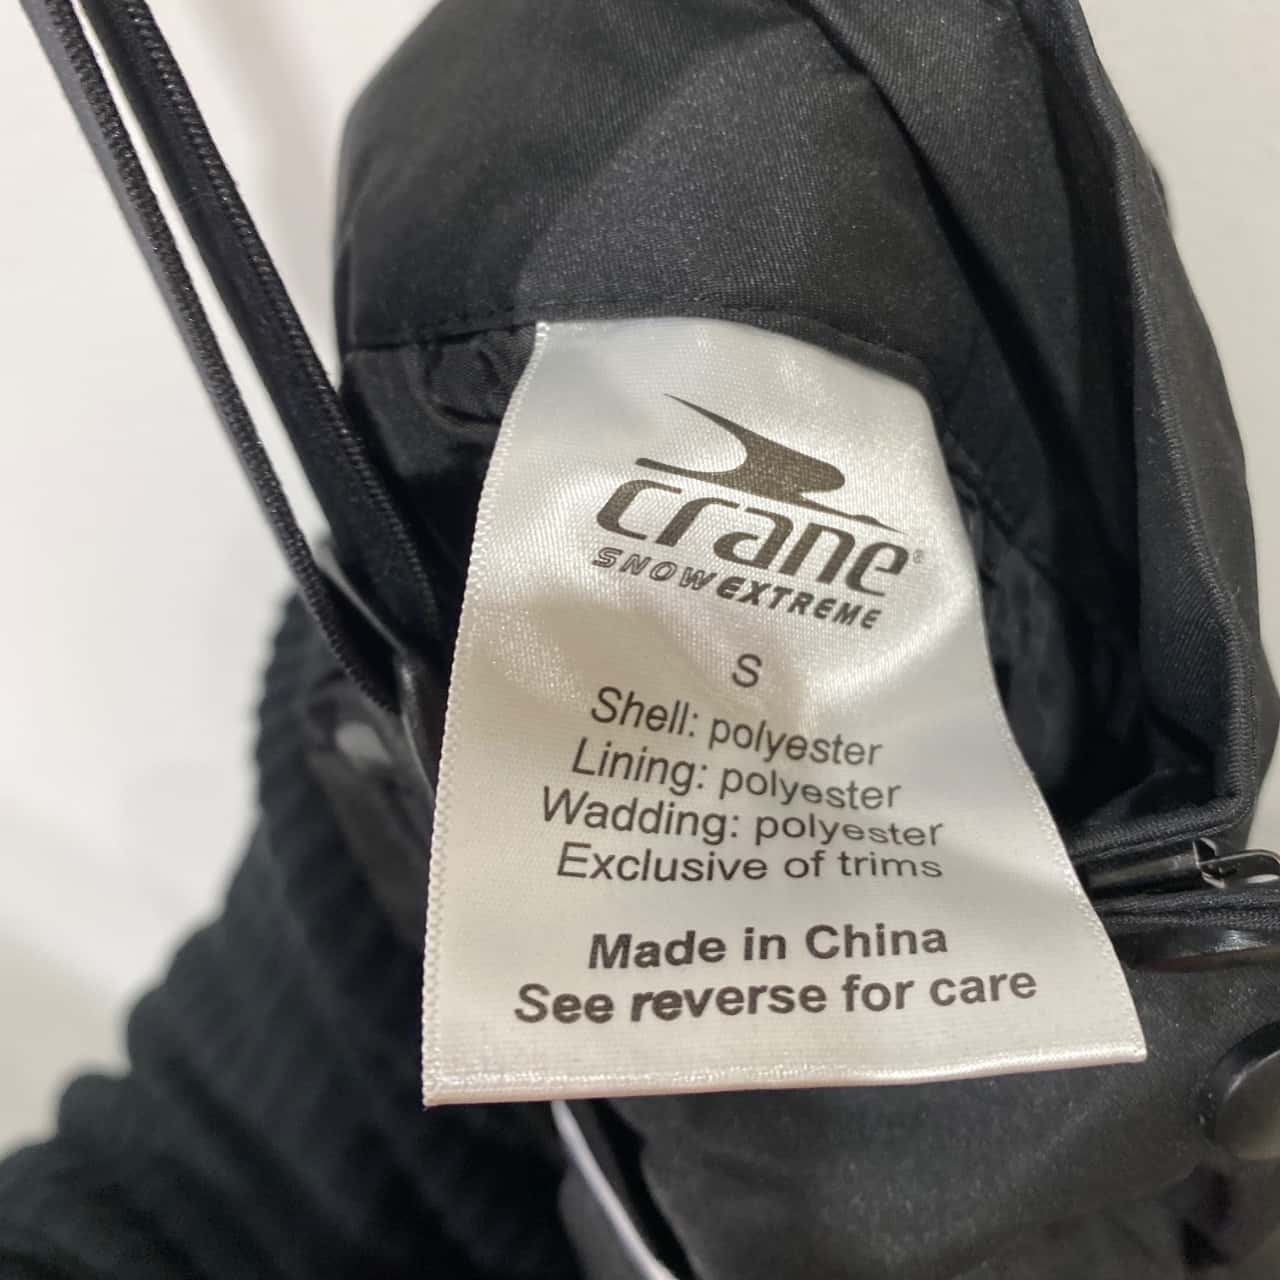 crane®
SNOW EXTREME
S
Shell: polyester
Lining: polyester
Wadding: polyester
Exclusive of trims
Made in China
See reverse for care